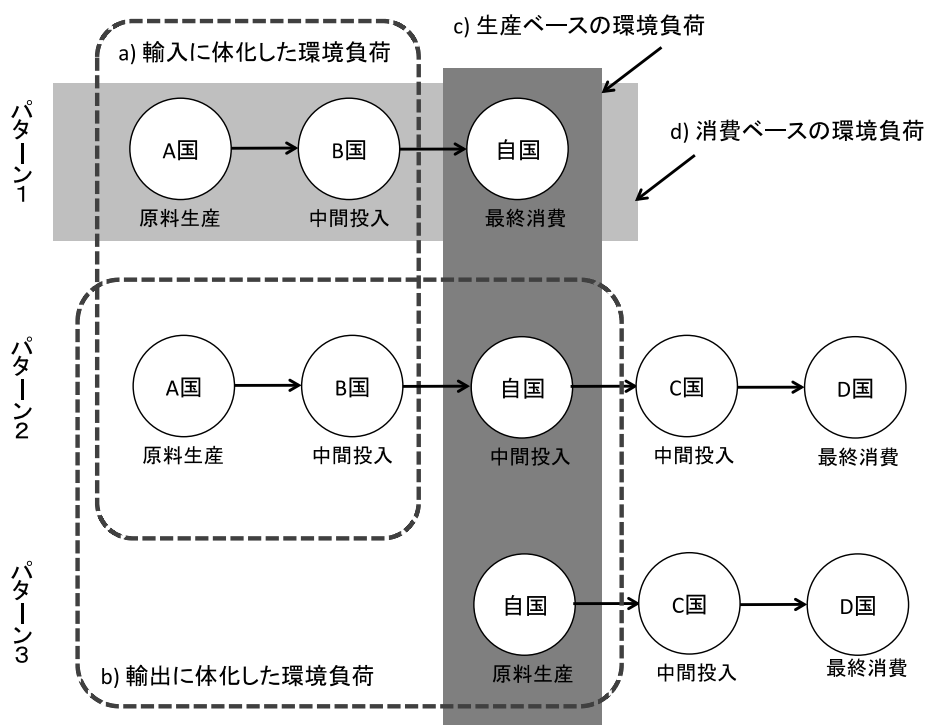 c) 生産ベースの環境負荷
a) 輸入に体化した環境負荷
d) 消費ベースの環境負荷
パターン1
A国
B国
自国
原料生産
中間投入
最終消費
パターン2
A国
B国
自国
C国
D国
原料生産
中間投入
中間投入
中間投入
最終消費
パターン3
自国
C国
D国
原料生産
中間投入
最終消費
b) 輸出に体化した環境負荷